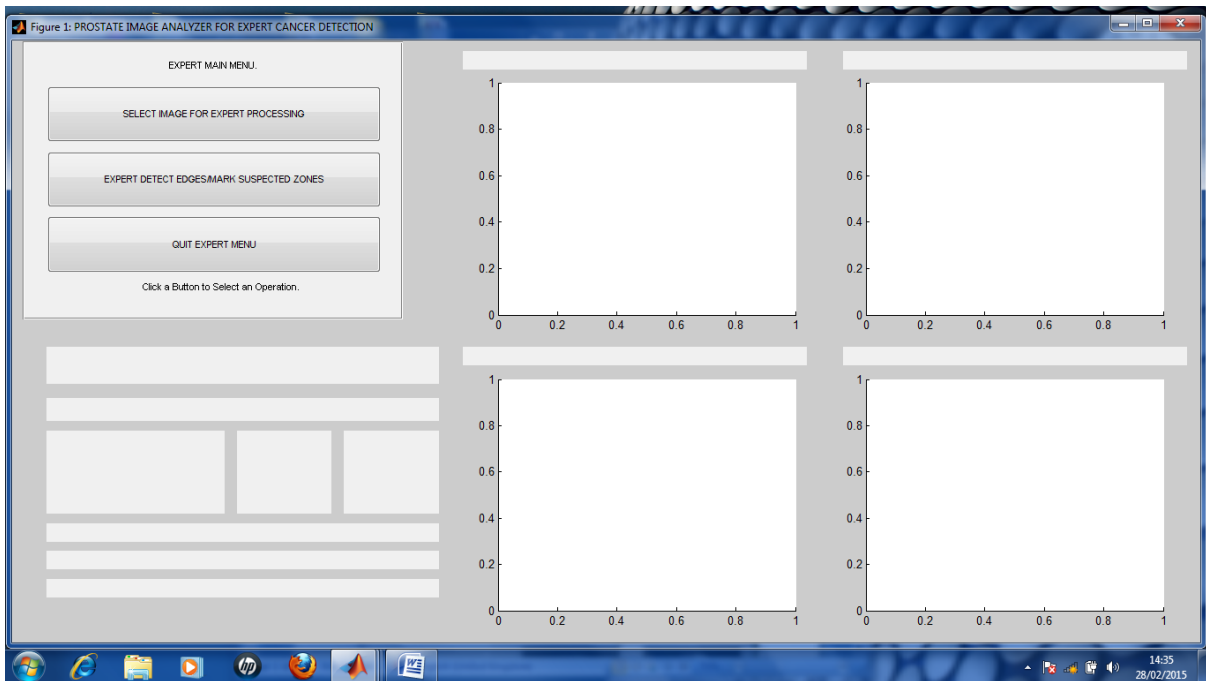 Figure 1: PROSTATE IMAGE ANALYZER FOR EXPERT CANCER DETECTION
EXPERT MAIN MENU.
SELECT IMAGE FOR EXPERT PROCESSING
EXPERT DETECT EDGES/MARK SUSPECTED ZONES
QUIT EXPERT MENU
Click a Button to Select an Operation.
1
0.8
0.6
0.4
0.2
0
0 0.2 0.4 0.6 0.8 1
1
0.8
0.6
0.4
0.2
0
0 0.2 0.4 0.6 0.8 1
1
0.8
0.6
0.4
0.2
0
0 0.2 0.4 0.6 0.8 1
1
0.8
0.6
0.4
0.2
0
0 0.2 0.4 0.6 0.8 1
hp
W
14:35
28/02/2015